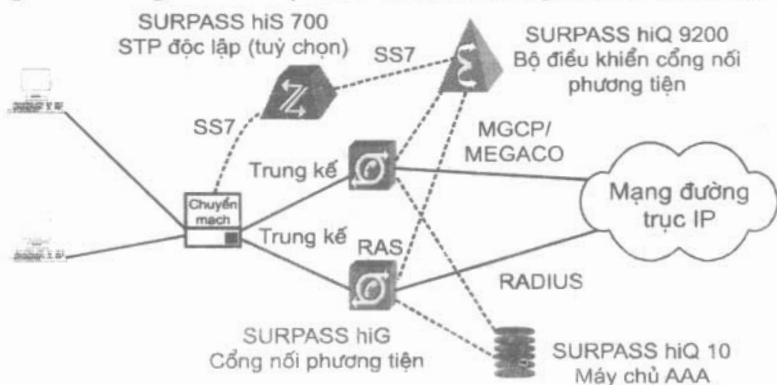 SURPASS hiS 700
STP độc lập (tuỳ chọn)
SS7
SURPASS hiQ 9200
Bộ điều khiển cổng nối
phương tiện
SS7
MGCP/
MEGACO
Trung kế
Chuyển
mạch
Mạng đường
trục IP
Trung kế
RAS
RADIUS
SURPASS hiG
Cổng nối phương tiện
SURPASS hiQ 10
Máy chủ AAA